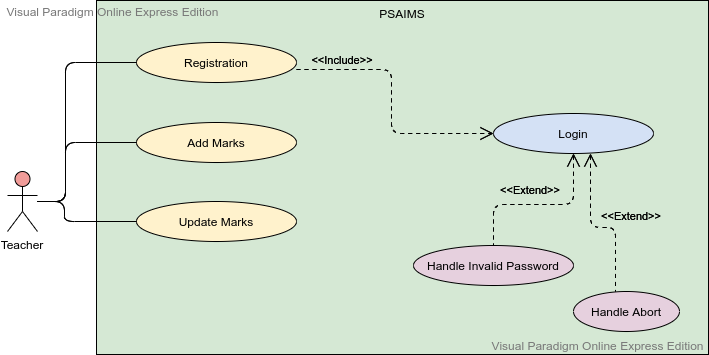 Visual Paradigm Online Express Edition
PSAIMS
Registration
<<Include>>
Add Marks
Login
Teacher
Update Marks
<<Extend>>
<<Extend>>
Handle Invalid Password
Handle Abort
Visual Paradigm Online Express Edition